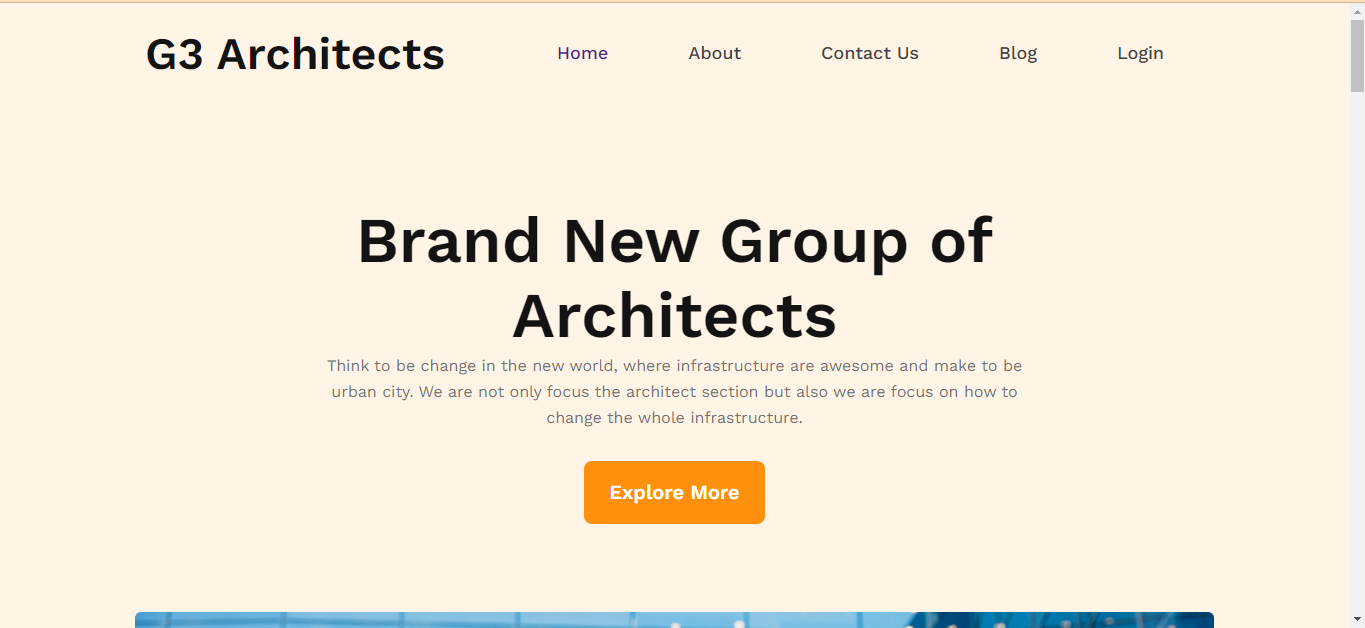 G3 Architects
Home About Contact Us Blog Login
Brand New Group of
Architects
Think to be change in the new world, where infrastructure are awesome and make to be
urban city. We are not only focus the architect section but also we are focus on how to
change the whole infrastructure.
Explore More